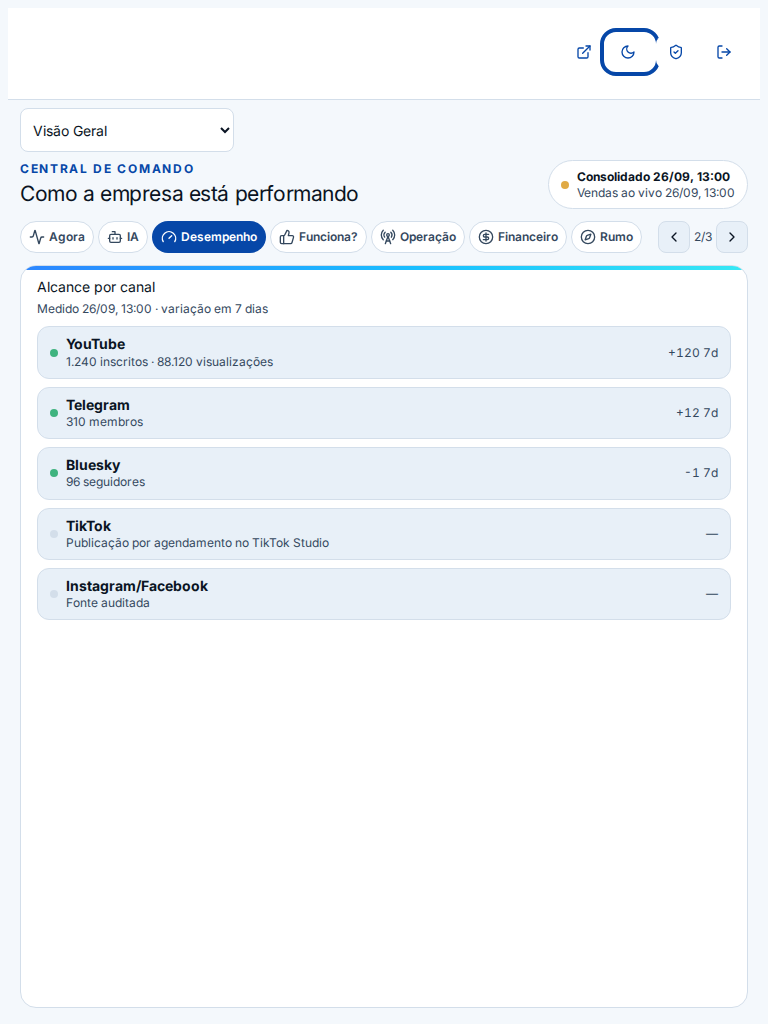 Visão Geral
CENTRAL DE COMANDO
Como a empresa está performando
Consolidado 26/09, 13:00
Vendas ao vivo 26/09, 13:00
Agora
IA
Desempenho
Funciona?
Operação
Financeiro
Rumo
2/3
Alcance por canal
Medido 26/09, 13:00 · variação em 7 dias
YouTube
1.240 inscritos · 88.120 visualizações
+120 7d
Telegram
310 membros
+12 7d
Bluesky
96 seguidores
-1 7d
TikTok
Publicação por agendamento no TikTok Studio
—
Instagram/Facebook
Fonte auditada
—